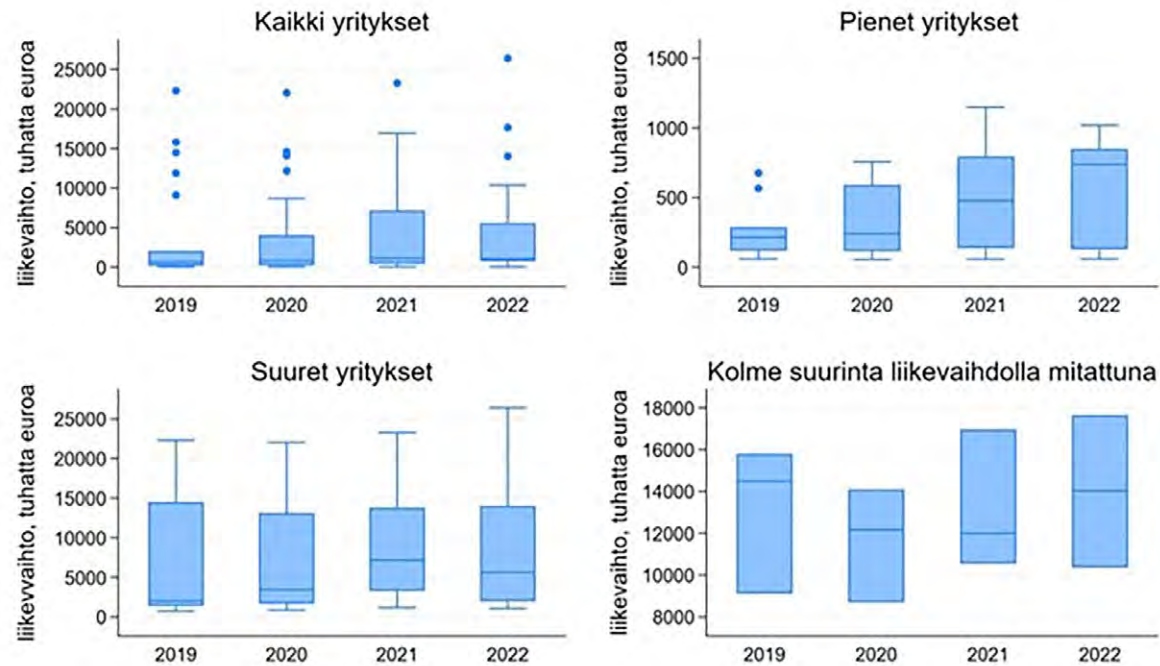 Kaikki yritykset
liikevaihto, tuhatta euroa
25000
20000
15000
10000
5000
0
2019 2020 2021 2022
Pienet yritykset
liikevaihto, tuhatta euroa
1500
1000
500
0
2019 2020 2021 2022
Suuret yritykset
liikevaihto, tuhatta euroa
25000
20000
15000
10000
5000
0
2019 2020 2021 2022
Kolme suurinta liikevaihdolla mitattuna
liikevaihto, tuhatta euroa
18000
16000
14000
12000
10000
8000
2019 2020 2021 2022